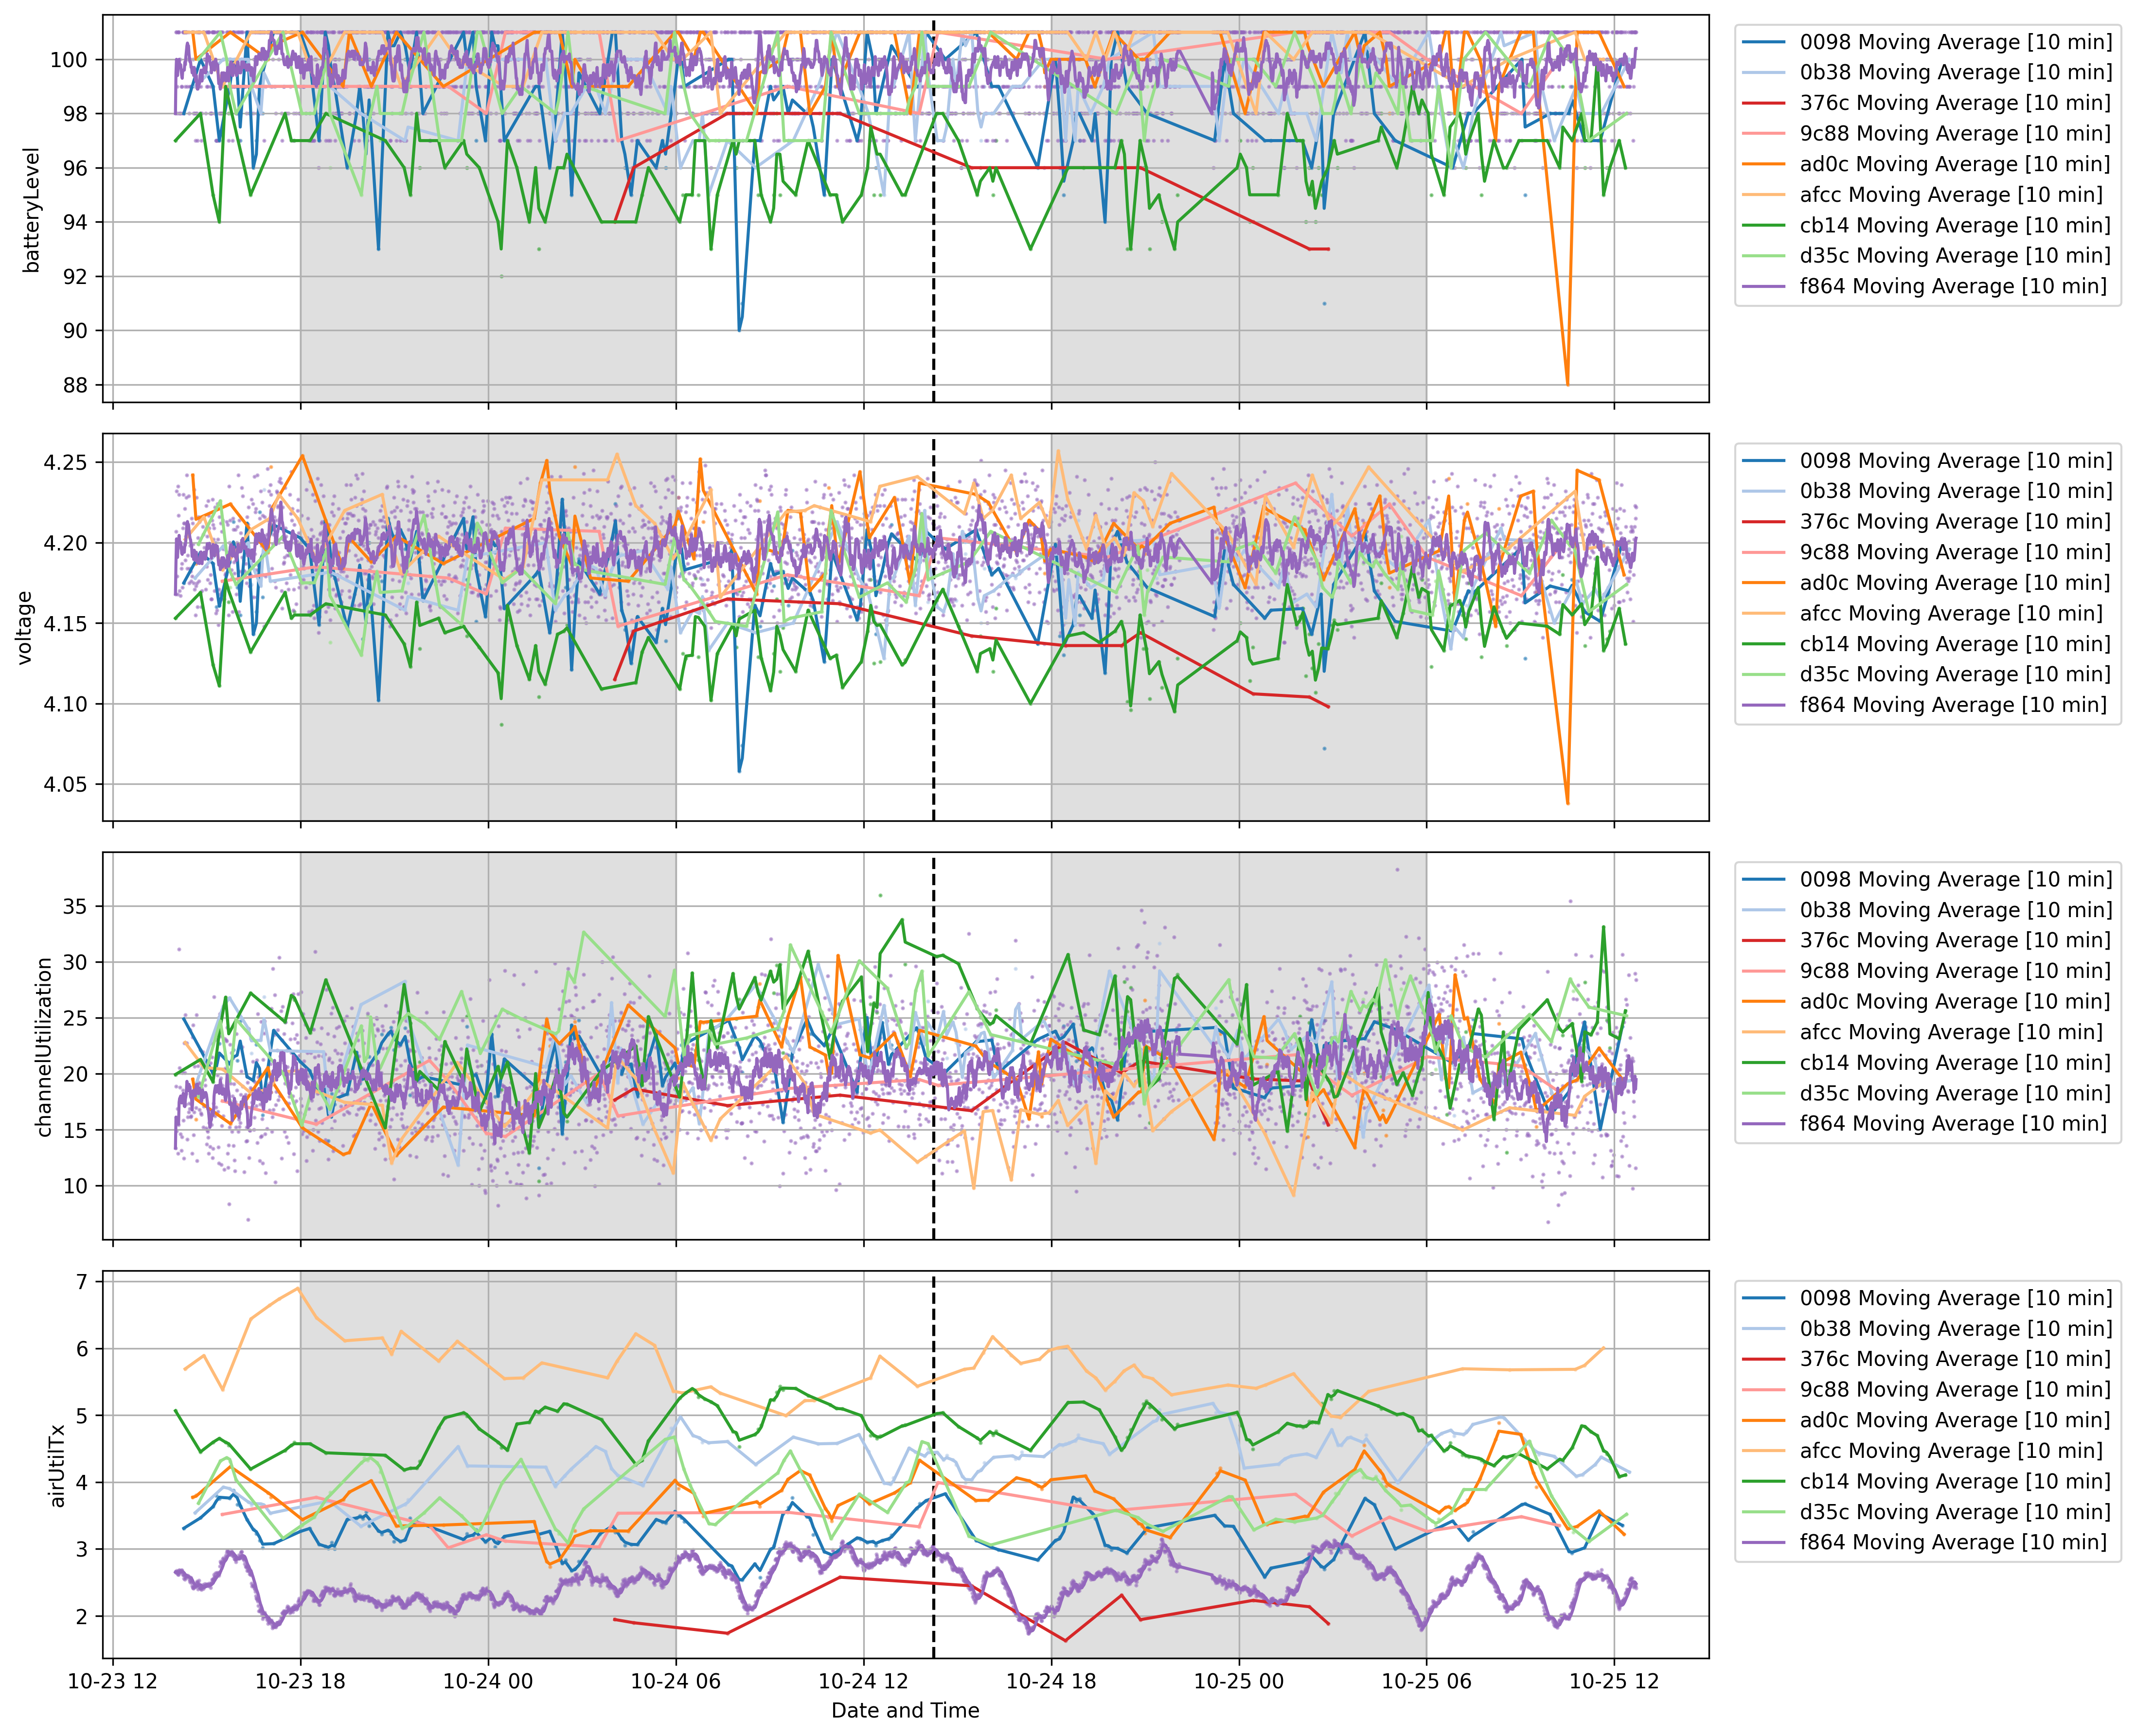 100
98
96
94
92
90
88
batteryLevel
0098 Moving Average [10 min]
0b38 Moving Average [10 min]
376c Moving Average [10 min]
9c88 Moving Average [10 min]
ad0c Moving Average [10 min]
afcc Moving Average [10 min]
cb14 Moving Average [10 min]
d35c Moving Average [10 min]
f864 Moving Average [10 min]
4.25
4.20
4.15
4.10
4.05
voltage
0098 Moving Average [10 min]
0b38 Moving Average [10 min]
376c Moving Average [10 min]
9c88 Moving Average [10 min]
ad0c Moving Average [10 min]
afcc Moving Average [10 min]
cb14 Moving Average [10 min]
d35c Moving Average [10 min]
f864 Moving Average [10 min]
35
30
25
20
15
10
channelUtilization
0098 Moving Average [10 min]
0b38 Moving Average [10 min]
376c Moving Average [10 min]
9c88 Moving Average [10 min]
ad0c Moving Average [10 min]
afcc Moving Average [10 min]
cb14 Moving Average [10 min]
d35c Moving Average [10 min]
f864 Moving Average [10 min]
7
6
5
4
3
2
airUtilTx
0098 Moving Average [10 min]
0b38 Moving Average [10 min]
376c Moving Average [10 min]
9c88 Moving Average [10 min]
ad0c Moving Average [10 min]
afcc Moving Average [10 min]
cb14 Moving Average [10 min]
d35c Moving Average [10 min]
f864 Moving Average [10 min]
10-23 12
10-23 18
10-24 00
10-24 06
10-24 12
10-24 18
10-25 00
10-25 06
10-25 12
Date and Time